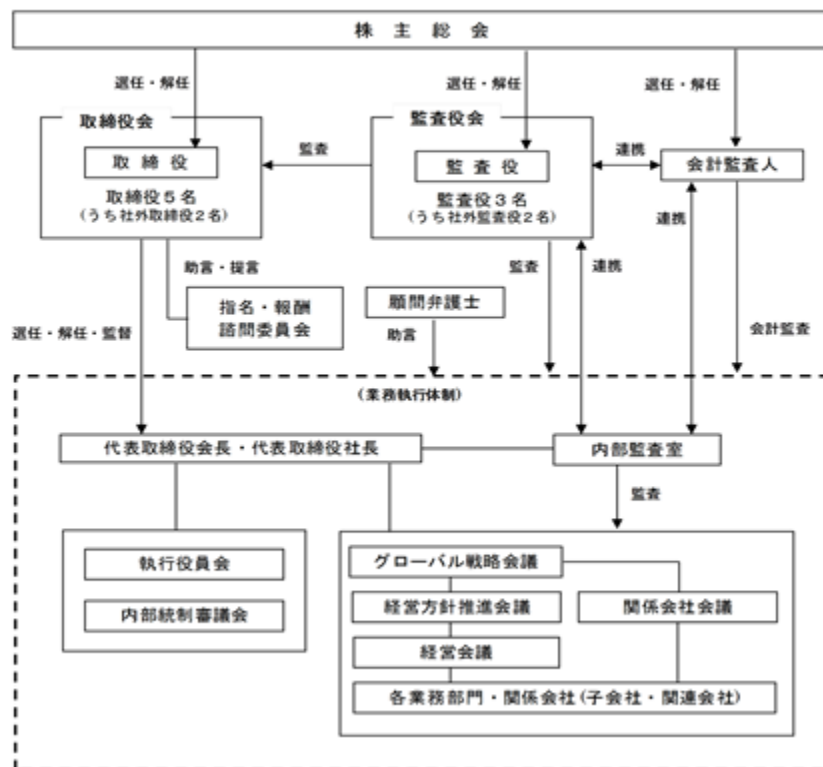 株主総会
選任・解任
選任・解任
選任・解任
取締役会
監査役会
取締役
監査
監査役
連携
会計監査人
取締役5名
(うち社外取締役2名)
監査役3名
(うち社外監査役2名)
連携
助言・提言
監査
連携
指名・報酬
諮問委員会
顧問弁護士
選任・解任・監督
助言
会計監査
(業務執行体制)
代表取締役会長・代表取締役社長
内部監査室
監査
執行役員会
グローバル戦略会議
内部統制審議会
経営方針推進会議
関係会社会議
経営会議
各業務部門・関係会社(子会社・関連会社)